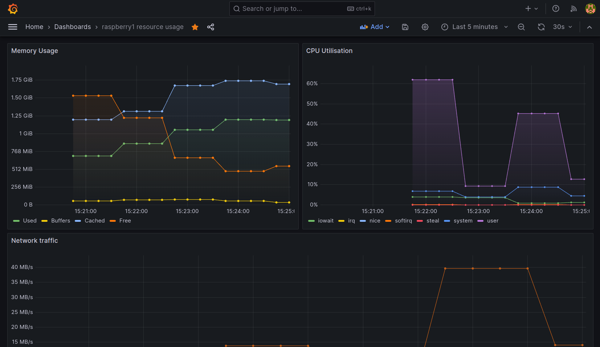 Search or jump to... ctrl+k
Home > Dashboards > raspberry1 resource usage
Add Last 5 minutes 30s
Memory Usage
1.75 GiB
1.50 GiB
1.25 GiB
1 GiB
768 MiB
512 MiB
256 MiB
0 B
15:21:00 15:22:00 15:23:00 15:24:00 15:25:0
Used Buffers Cached Free
CPU Utilisation
60%
50%
40%
30%
20%
10%
0%
15:21:00 15:22:00 15:23:00 15:24:00 15:25:0
iowait irq nice softirq steal system user
Network traffic
40 MB/s
35 MB/s
30 MB/s
25 MB/s
20 MB/s
15 MB/s